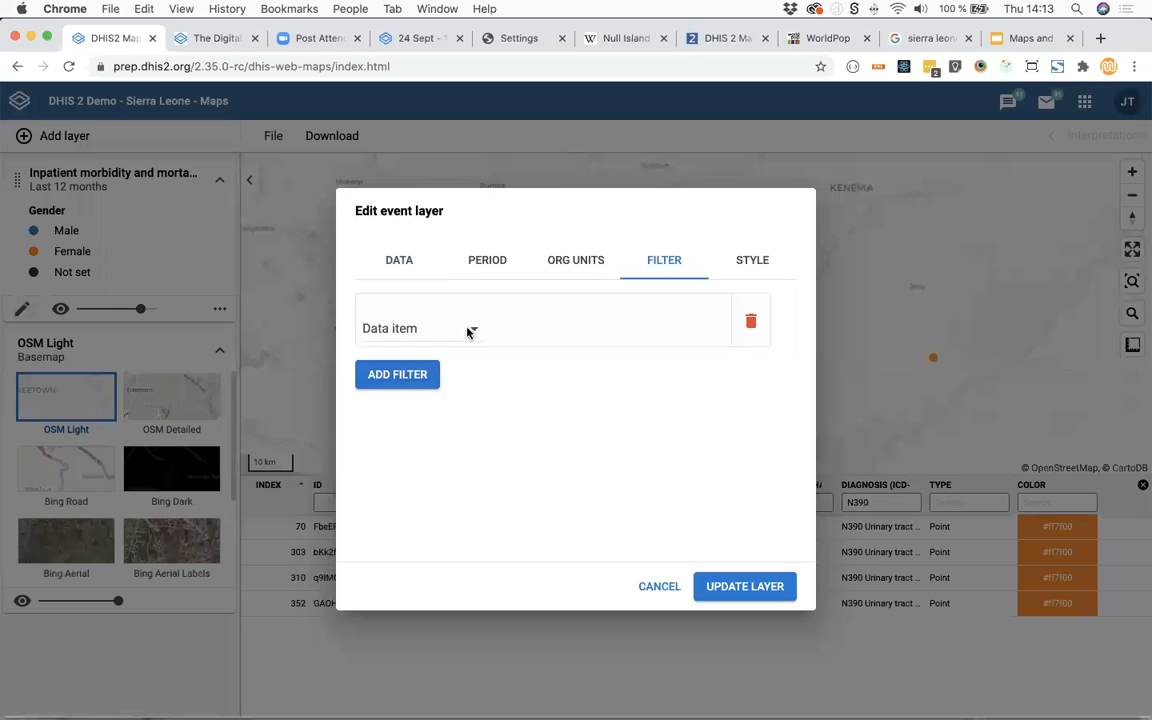 Chrome File Edit View History Bookmarks People Tab Window Help 100 % Thu 14:13
DHIS2 Map The Digital Post Atten 24 Sept - Settings Null Island DHIS 2 Ma WorldPop sierra leon Maps and
prep.dhis2.org/2.35.0-rc/dhis-web-maps/index.html
DHIS 2 Demo - Sierra Leone - Maps JT
Add layer File Download Interpretations
Inpatient morbidity and morta...
Last 12 months
Gender
Male
Female
Not set
KENEMA
Edit event layer
DATA PERIOD ORG UNITS FILTER STYLE
Data item
ADD FILTER
CANCEL UPDATE LAYER
OSM Light
Basemap
OSM Light OSM Detailed
Bing Road Bing Dark
Bing Aerial Bing Aerial Labels
10 km
© OpenStreetMap, © CartoDB
INDEX ID DIAGNOSIS (ICD- TYPE COLOR
N390 Search... Search...
70 FbeEF N390 Urinary tract ... Point #ff7f00
303 bKk2f N390 Urinary tract ... Point #ff7f00
310 q9IMC N390 Urinary tract ... Point #ff7f00
352 GAOH N390 Urinary tract ... Point #ff7f00